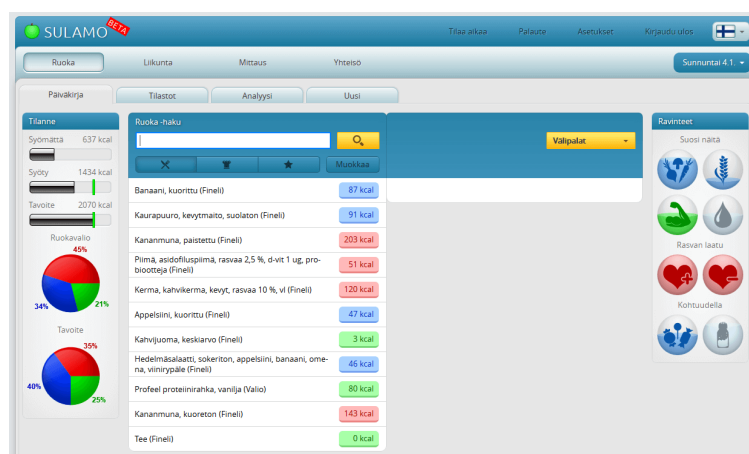 SULAMO BETA
Tilaa aikaa Palaute Asetukset Kirjaudu ulos
Ruoka Liikunta Mittaus Yhteisö Sunnuntai 4.1.
Päiväkirja Tilastot Analyysi Uusi
Tilanne
Syömättä 637 kcal
Syöty 1434 kcal
Tavoite 2070 kcal
Ruokavalio
45%
34% 21%
Tavoite
35%
40%
25%
Ruoka -haku
Muokkaa
Banaani, kuorittu (Fineli) 87 kcal
Kaurapuuro, kevytmaito, suolaton (Fineli) 91 kcal
Kananmuna, paistettu (Fineli) 203 kcal
Piimä, asidofiluspiimä, rasvaa 2,5 %, d-vit 1 ug, pro-
biootteja (Fineli) 51 kcal
Kerma, kahvikerma, kevyt, rasvaa 10 %, vl (Fineli) 120 kcal
Appelsiini, kuorittu (Fineli) 47 kcal
Kahvijuoma, keskiarvo (Fineli) 3 kcal
Hedelmäsalaatti, sokeriton, appelsiini, banaani, ome-
na, viinirypäle (Fineli) 46 kcal
Profeel proteiinirahka, vanilja (Valio) 80 kcal
Kananmuna, kuoreton (Fineli) 143 kcal
Tee (Fineli) 0 kcal
Välipalat
Ravinteet
Suosi näitä
Rasvan laatu
Kohtuudella